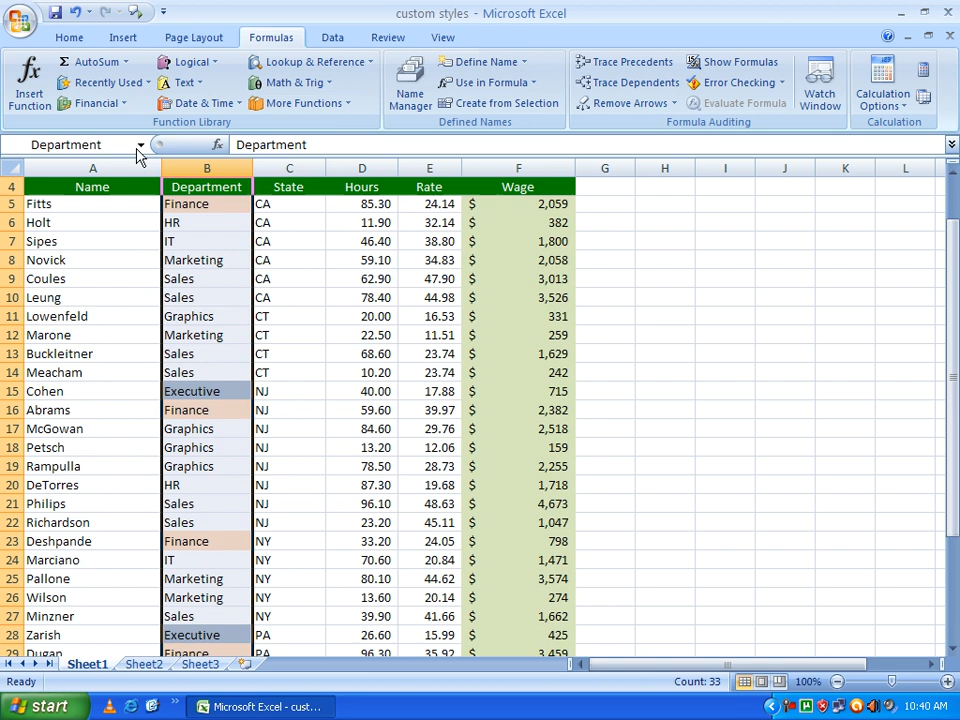 custom styles - Microsoft Excel
Home Insert Page Layout Formulas Data Review View
fx Insert Function
Σ AutoSum Logical Lookup & Reference
Recently Used Text Math & Trig
Financial Date & Time More Functions
Function Library
Name Manager
Define Name
Use in Formula
Create from Selection
Defined Names
Trace Precedents Show Formulas
Trace Dependents Error Checking
Remove Arrows Evaluate Formula
Watch Window
Formula Auditing
Calculation Options
Calculation
Department fx Department
A B C D E F G H I J K L
4 Name Department State Hours Rate Wage
5 Fitts Finance CA 85.30 24.14 $ 2,059
6 Holt HR CA 11.90 32.14 $ 382
7 Sipes IT CA 46.40 38.80 $ 1,800
8 Novick Marketing CA 59.10 34.83 $ 2,058
9 Coules Sales CA 62.90 47.90 $ 3,013
10 Leung Sales CA 78.40 44.98 $ 3,526
11 Lowenfeld Graphics CT 20.00 16.53 $ 331
12 Marone Marketing CT 22.50 11.51 $ 259
13 Buckleitner Sales CT 68.60 23.74 $ 1,629
14 Meacham Sales CT 10.20 23.74 $ 242
15 Cohen Executive NJ 40.00 17.88 $ 715
16 Abrams Finance NJ 59.60 39.97 $ 2,382
17 McGowan Graphics NJ 84.60 29.76 $ 2,518
18 Petsch Graphics NJ 13.20 12.06 $ 159
19 Rampulla Graphics NJ 78.50 28.73 $ 2,255
20 DeTorres HR NJ 87.30 19.68 $ 1,718
21 Philips Sales NJ 96.10 48.63 $ 4,673
22 Richardson Sales NJ 23.20 45.11 $ 1,047
23 Deshpande Finance NY 33.20 24.05 $ 798
24 Marciano IT NY 70.60 20.84 $ 1,471
25 Pallone Marketing NY 80.10 44.62 $ 3,574
26 Wilson Marketing NY 13.60 20.14 $ 274
27 Minzner Sales NY 39.90 41.66 $ 1,662
28 Zarish Executive PA 26.60 15.99 $ 425
29 Dugan Finance PA 96.30 35.92 $ 3,459
Sheet1 Sheet2 Sheet3
Ready Count: 33 100%
start Microsoft Excel - cust... 10:40 AM